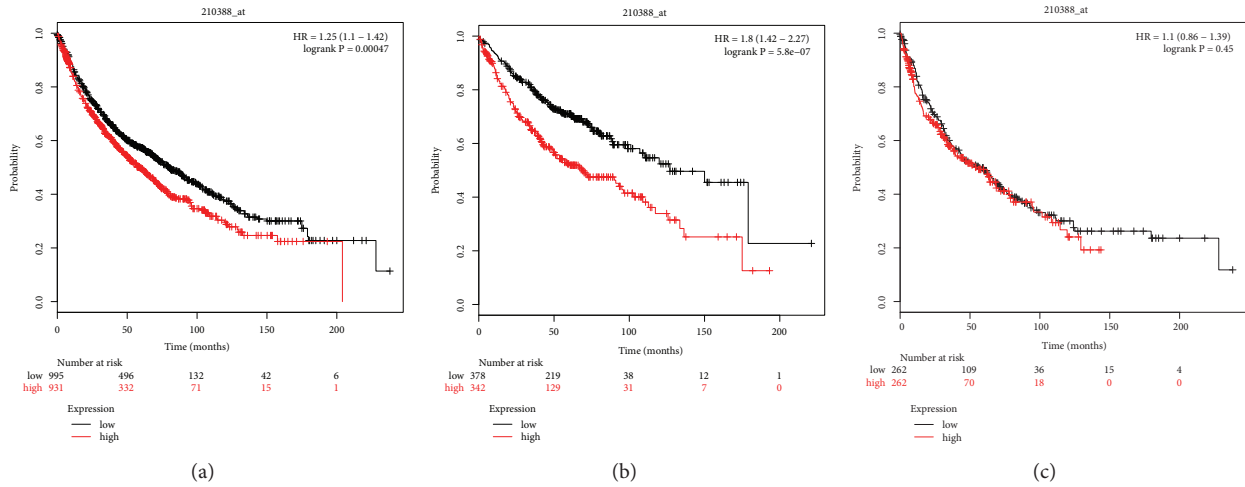 210388_at
HR = 1.25 (1.1 − 1.42)
logrank P = 0.00047
Probability
1.0
0.8
0.6
0.4
0.2
0.0
0 50 100 150 200
Time (months)
Number at risk
low 995 496 132 42 6
high 931 332 71 15 1
Expression
low
high
(a)
210388_at
HR = 1.8 (1.42 − 2.27)
logrank P = 5.8e−07
Probability
1.0
0.8
0.6
0.4
0.2
0.0
0 50 100 150 200
Time (months)
Number at risk
low 378 219 38 12 1
high 342 129 31 7 0
Expression
low
high
(b)
210388_at
HR = 1.1 (0.86 − 1.39)
logrank P = 0.45
Probability
1.0
0.8
0.6
0.4
0.2
0.0
0 50 100 150 200
Time (months)
Number at risk
low 262 109 36 15 4
high 262 70 18 0 0
Expression
low
high
(c)